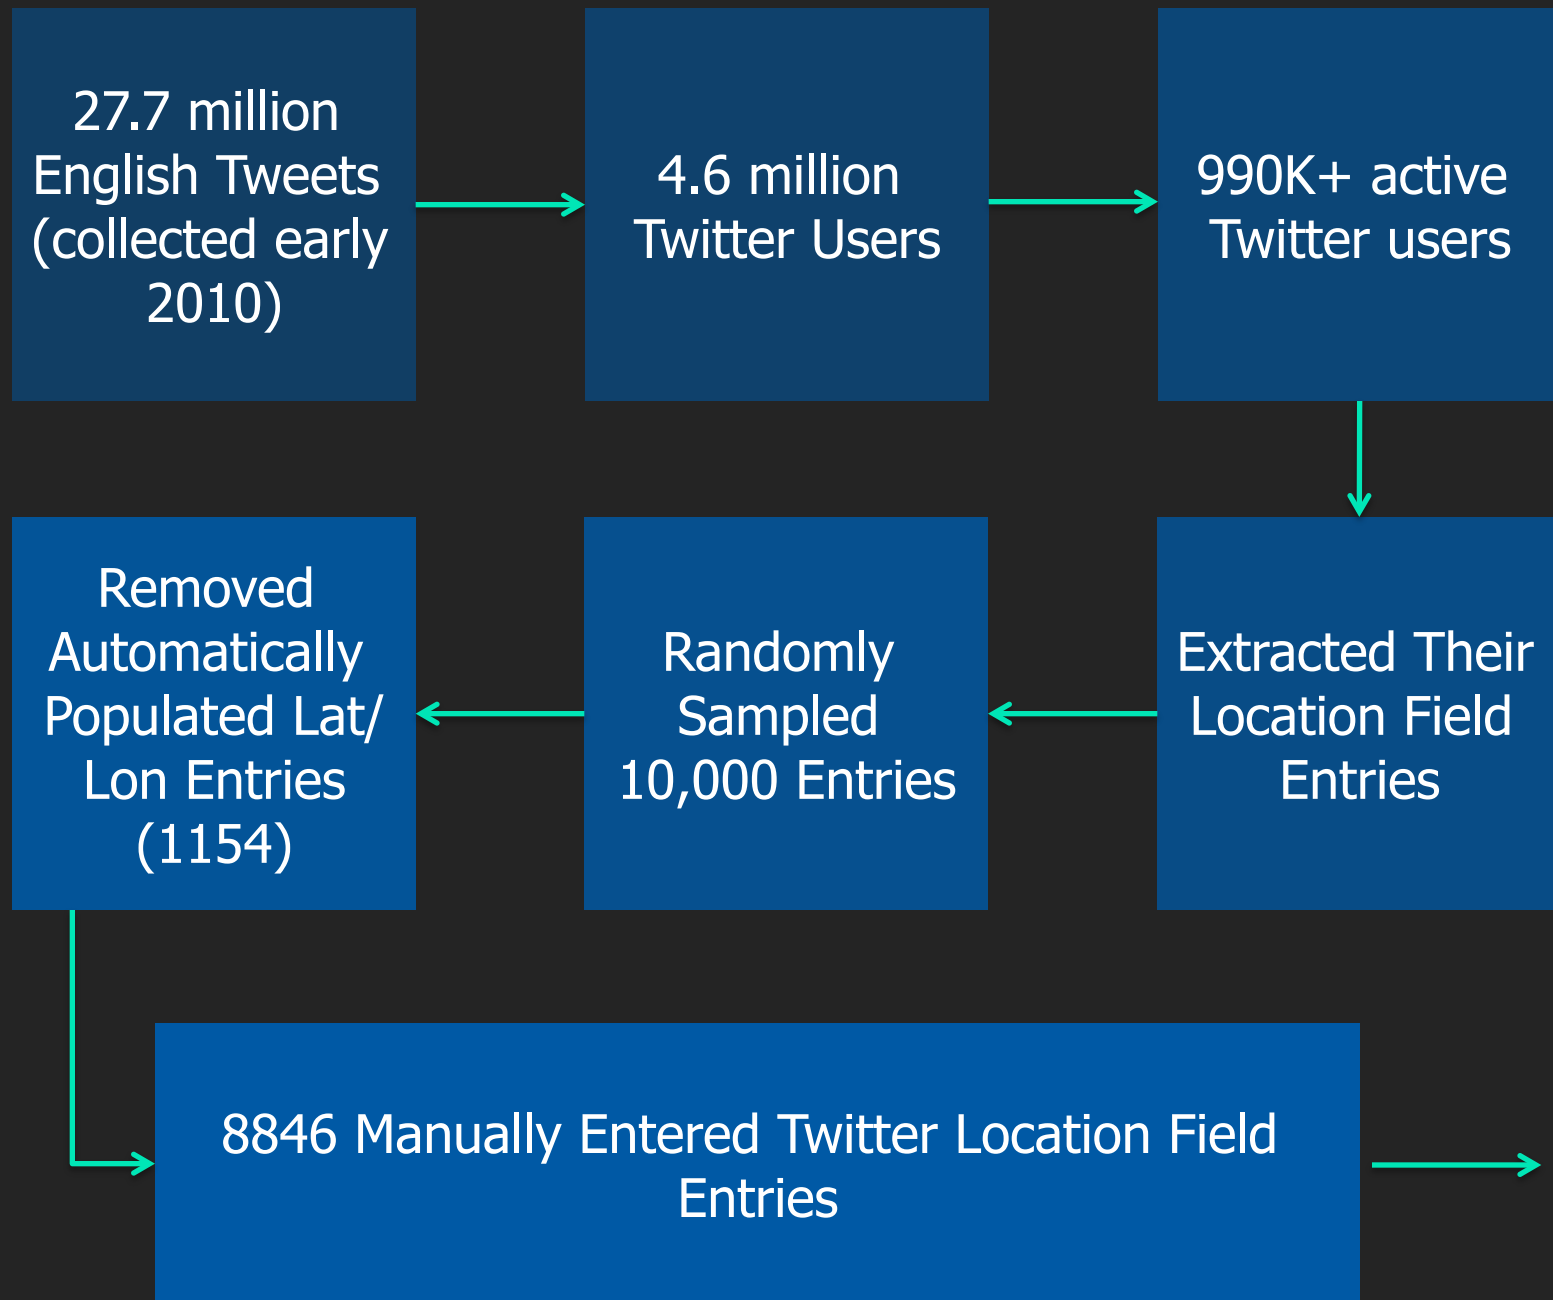 27.7 million
English Tweets
(collected early
2010)
4.6 million
Twitter Users
990K+ active
Twitter users
Extracted Their
Location Field
Entries
Randomly
Sampled
10,000 Entries
Removed
Automatically
Populated Lat/
Lon Entries
(1154)
8846 Manually Entered Twitter Location Field
Entries